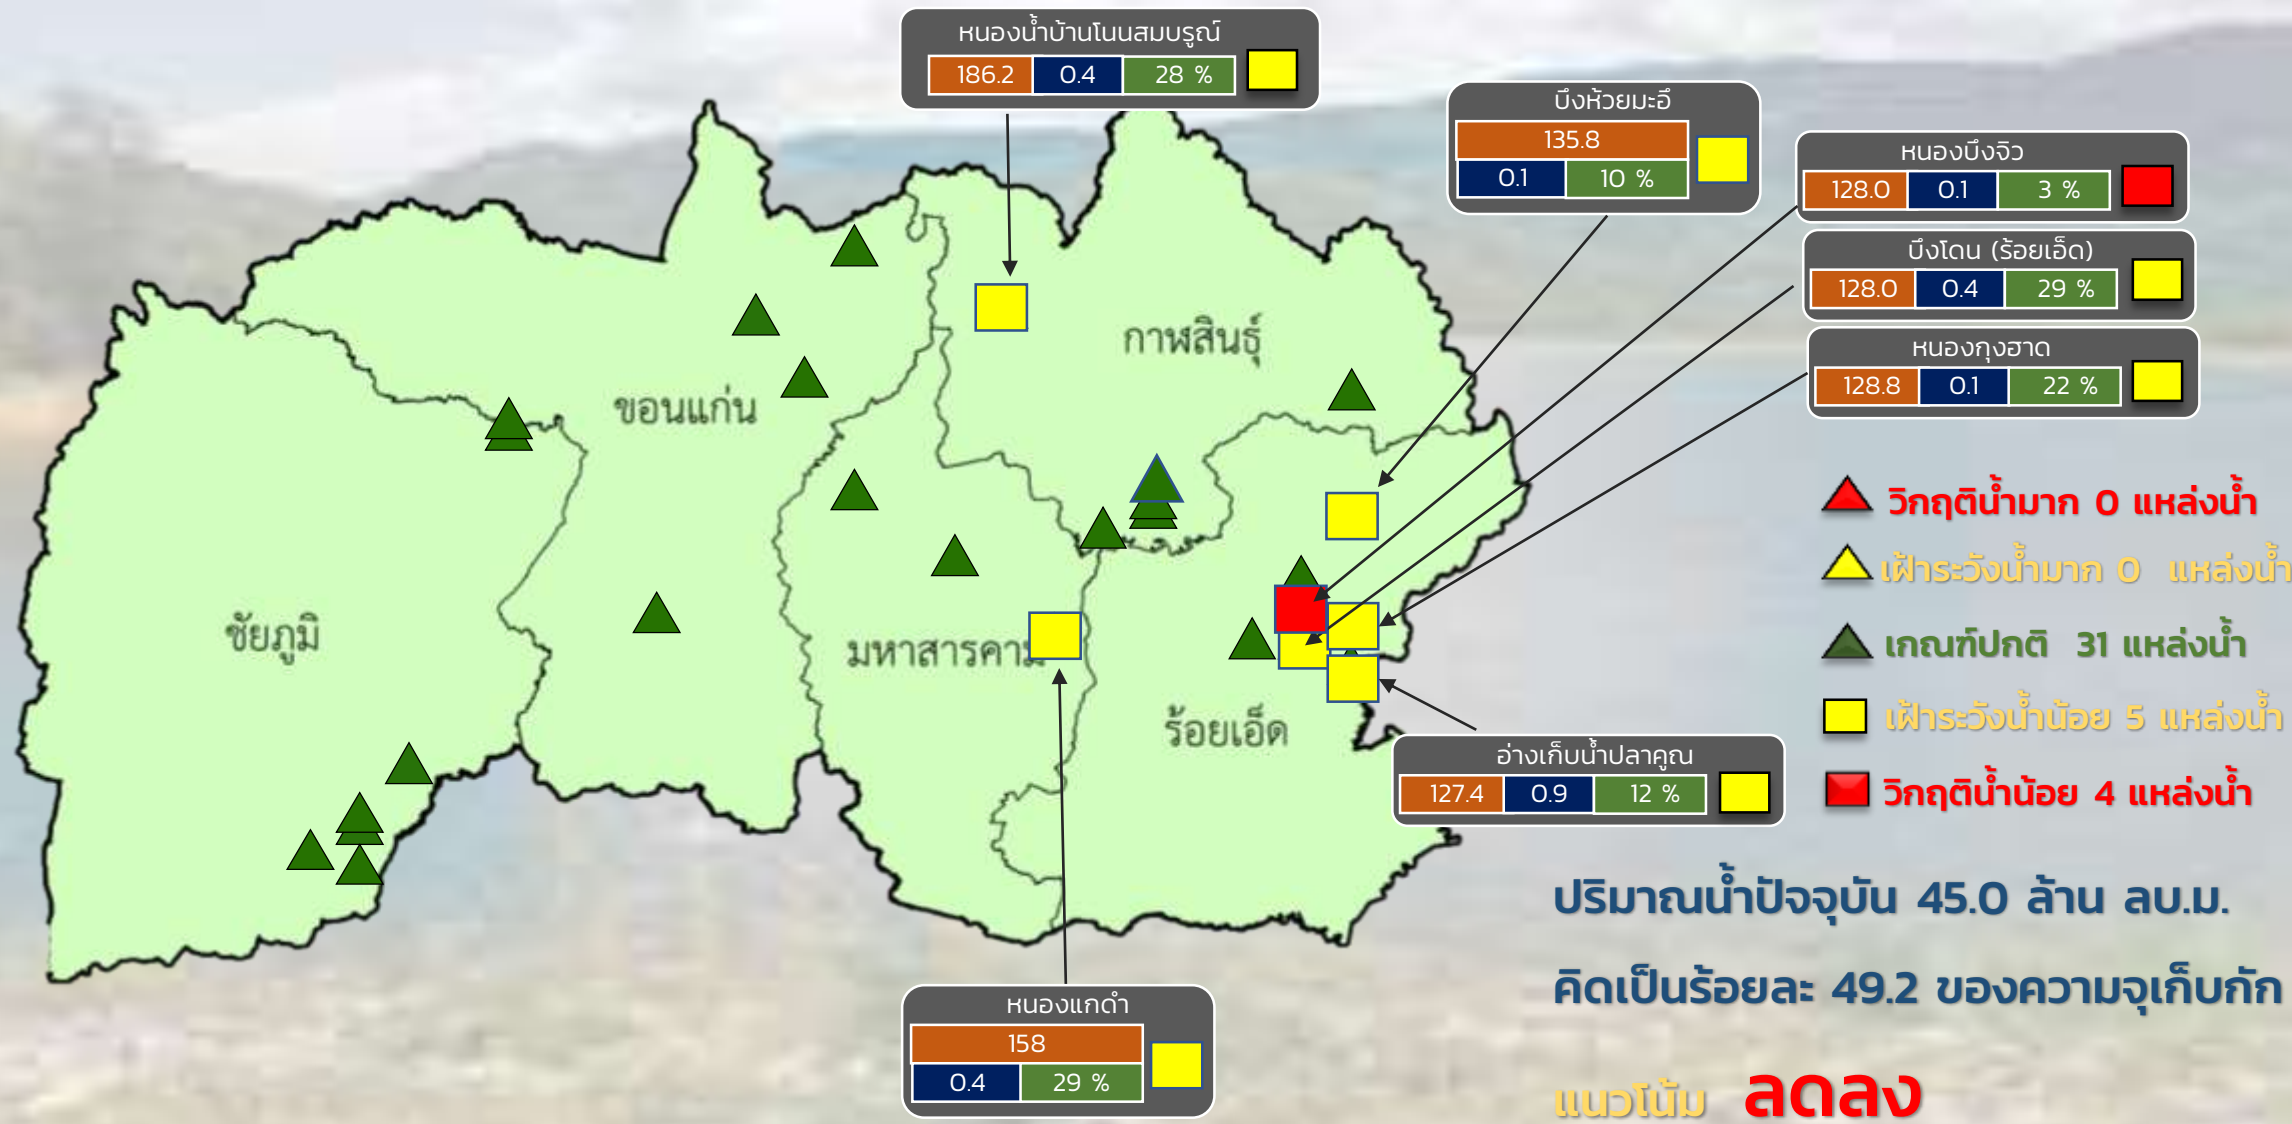 หนองน้ำบ้านโนนสมบรูณ์
186.2 0.4 28 %
บึงห้วยมะอึ
135.8
0.1 10 %
หนองบึงจิว
128.0 0.1 3 %
บึงโดน (ร้อยเอ็ด)
128.0 0.4 29 %
หนองกุงฮาด
128.8 0.1 22 %
กาฬสินธุ์
ขอนแก่น
ชัยภูมิ
มหาสารคาม
ร้อยเอ็ด
วิกฤติน้ำมาก 0 แหล่งน้ำ
เฝ้าระวังน้ำมาก 0 แหล่งน้ำ
เกณฑ์ปกติ 31 แหล่งน้ำ
เฝ้าระวังน้ำน้อย 5 แหล่งน้ำ
วิกฤติน้ำน้อย 4 แหล่งน้ำ
อ่างเก็บน้ำปลาคูณ
127.4 0.9 12 %
ปริมาณน้ำปัจจุบัน 45.0 ล้าน ลบ.ม.
คิดเป็นร้อยละ 49.2 ของความจุเก็บกัก
แนวโน้ม ลดลง
หนองแกดำ
158
0.4 29 %